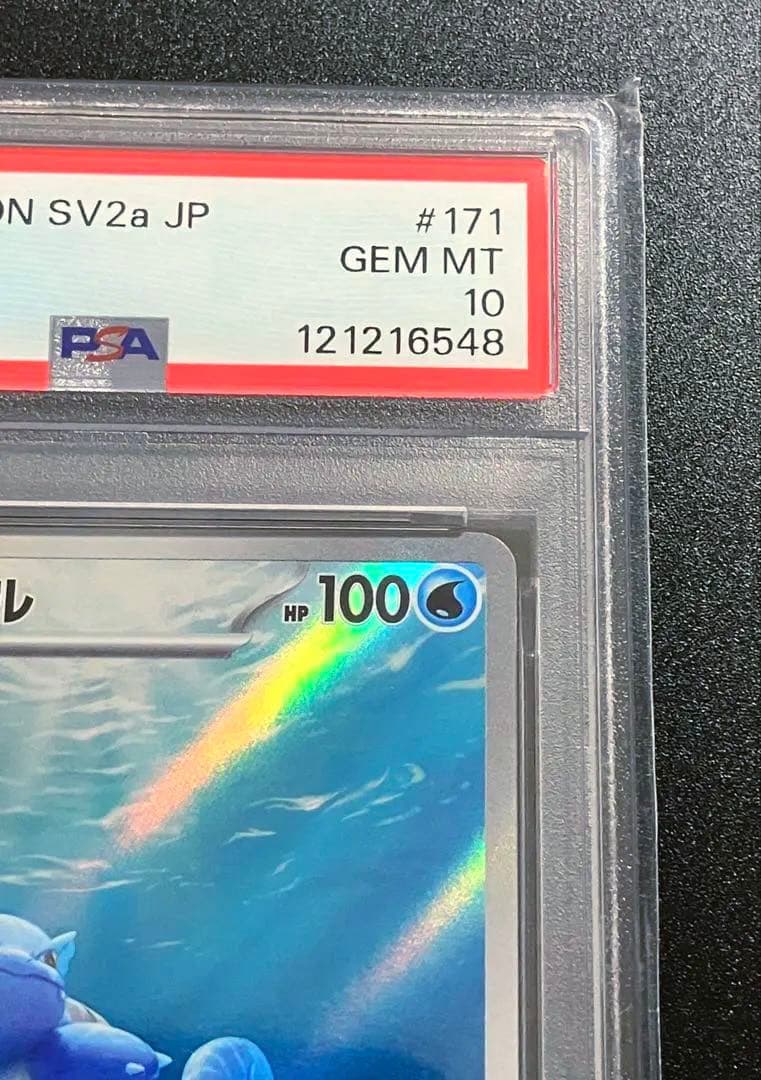 ON SV2a JP
#171
GEM MT
10
PSA
121216548
ル
HP 100